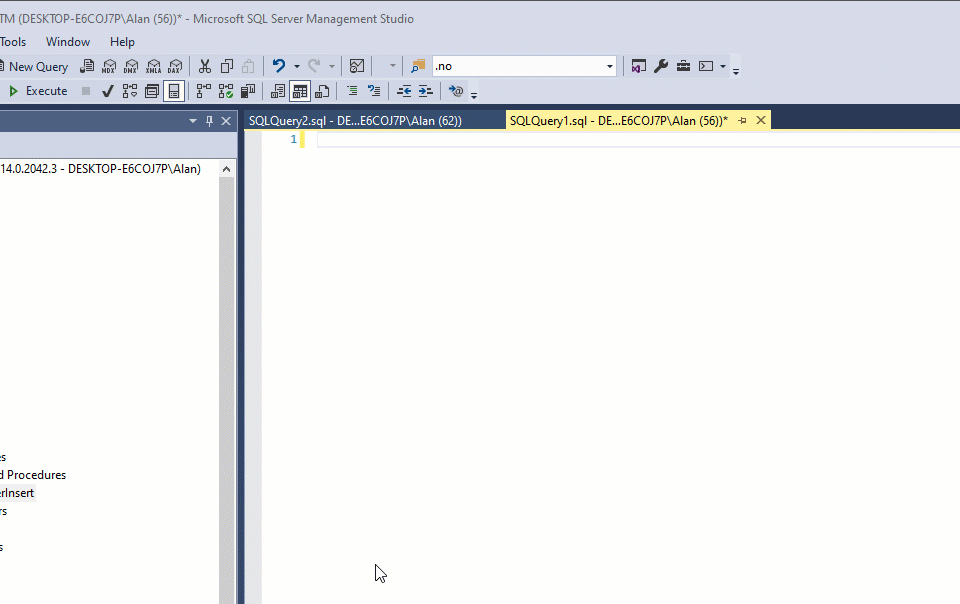 TM (DESKTOP-E6COJ7P\Alan (56))* - Microsoft SQL Server Management Studio
Tools Window Help
New Query MDX DMX XMLA DAX .no
Execute
SQLQuery2.sql - DE...E6COJ7P\Alan (62)) SQLQuery1.sql - DE...E6COJ7P\Alan (56))*
1
14.0.2042.3 - DESKTOP-E6COJ7P\Alan)
es
d Procedures
erInsert
rs
s